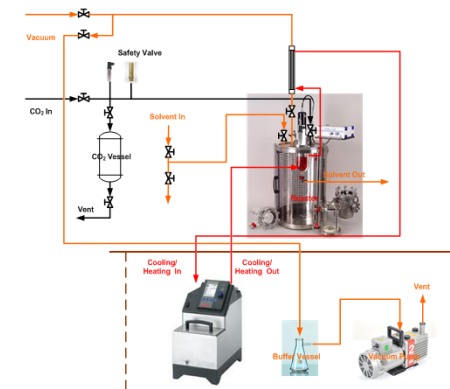 Vacuum
Safety Valve
CO₂ In
Solvent In
CO₂ Vessel
Solvent Out
Reactor
Vent
Cooling/
Heating In
Cooling/
Heating Out
Vent
Buffer Vessel
Vacuum Pump